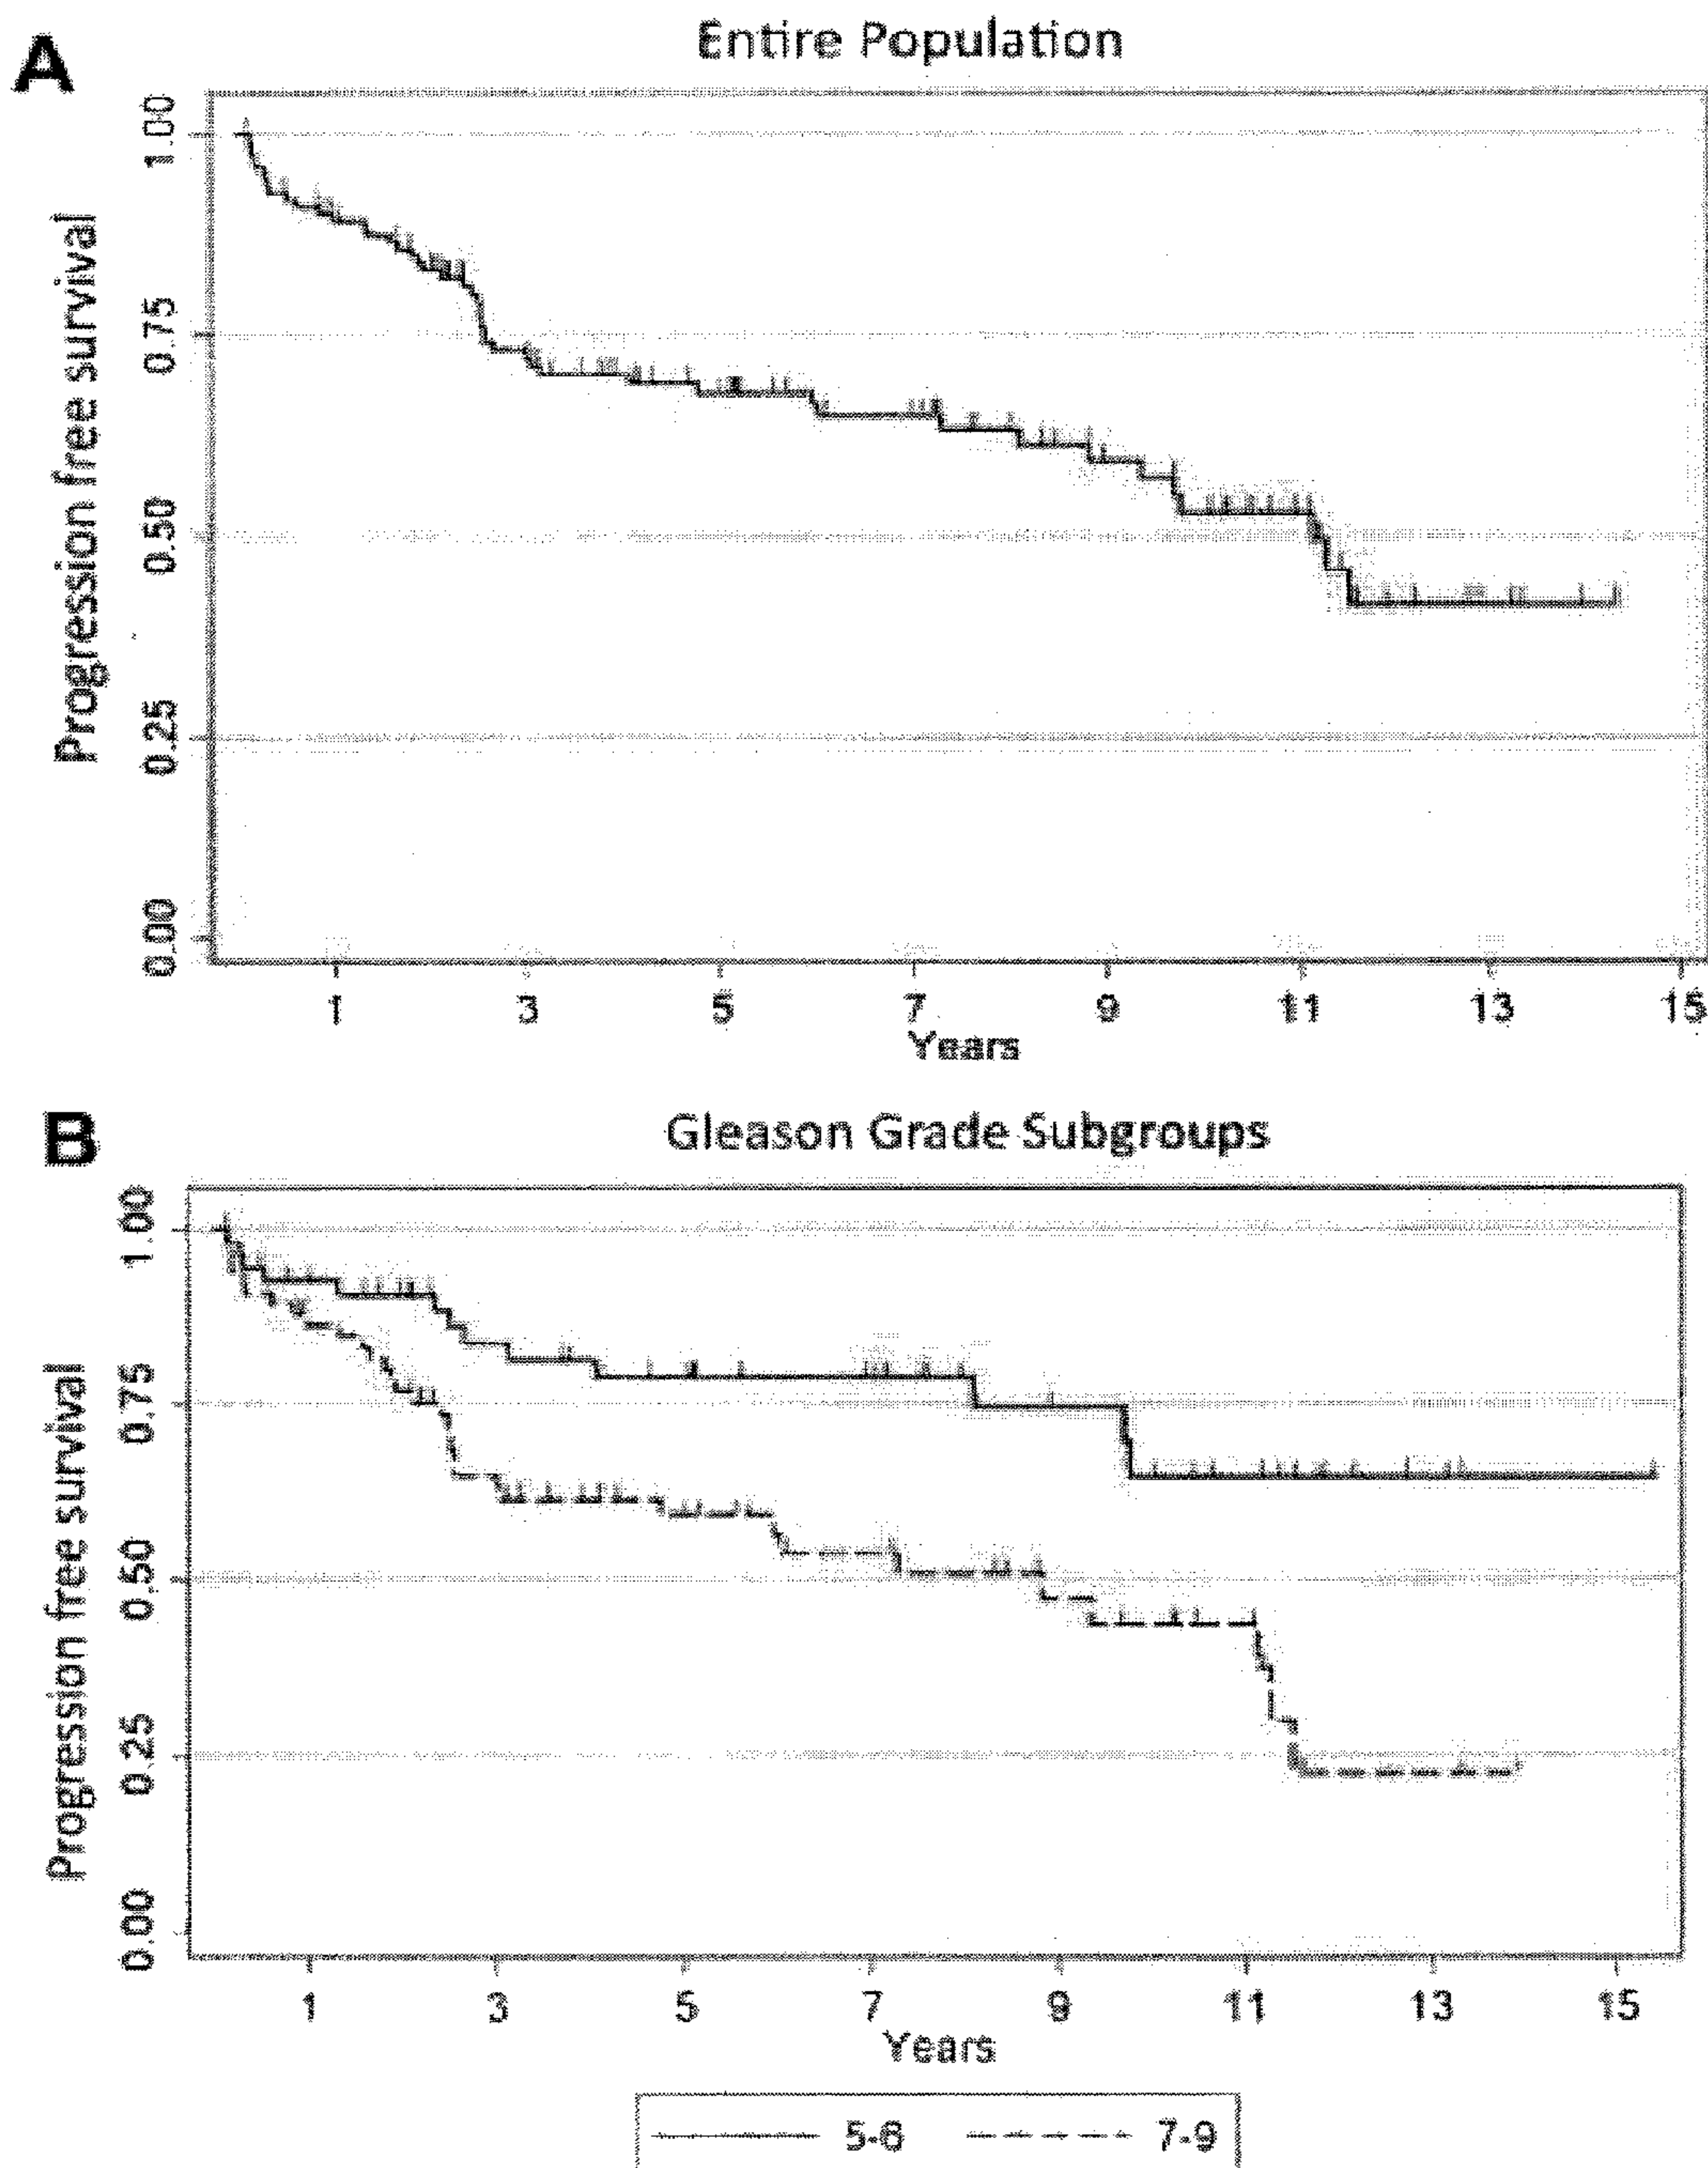 A
Entire Population
Progression free survival
1.00
0.75
0.50
0.25
0.00
1 3 5 7 9 11 13 15
Years
B
Gleason Grade Subgroups
Progression free survival
1.00
0.75
0.50
0.25
0.00
1 3 5 7 9 11 13 15
Years
5-6 7-9